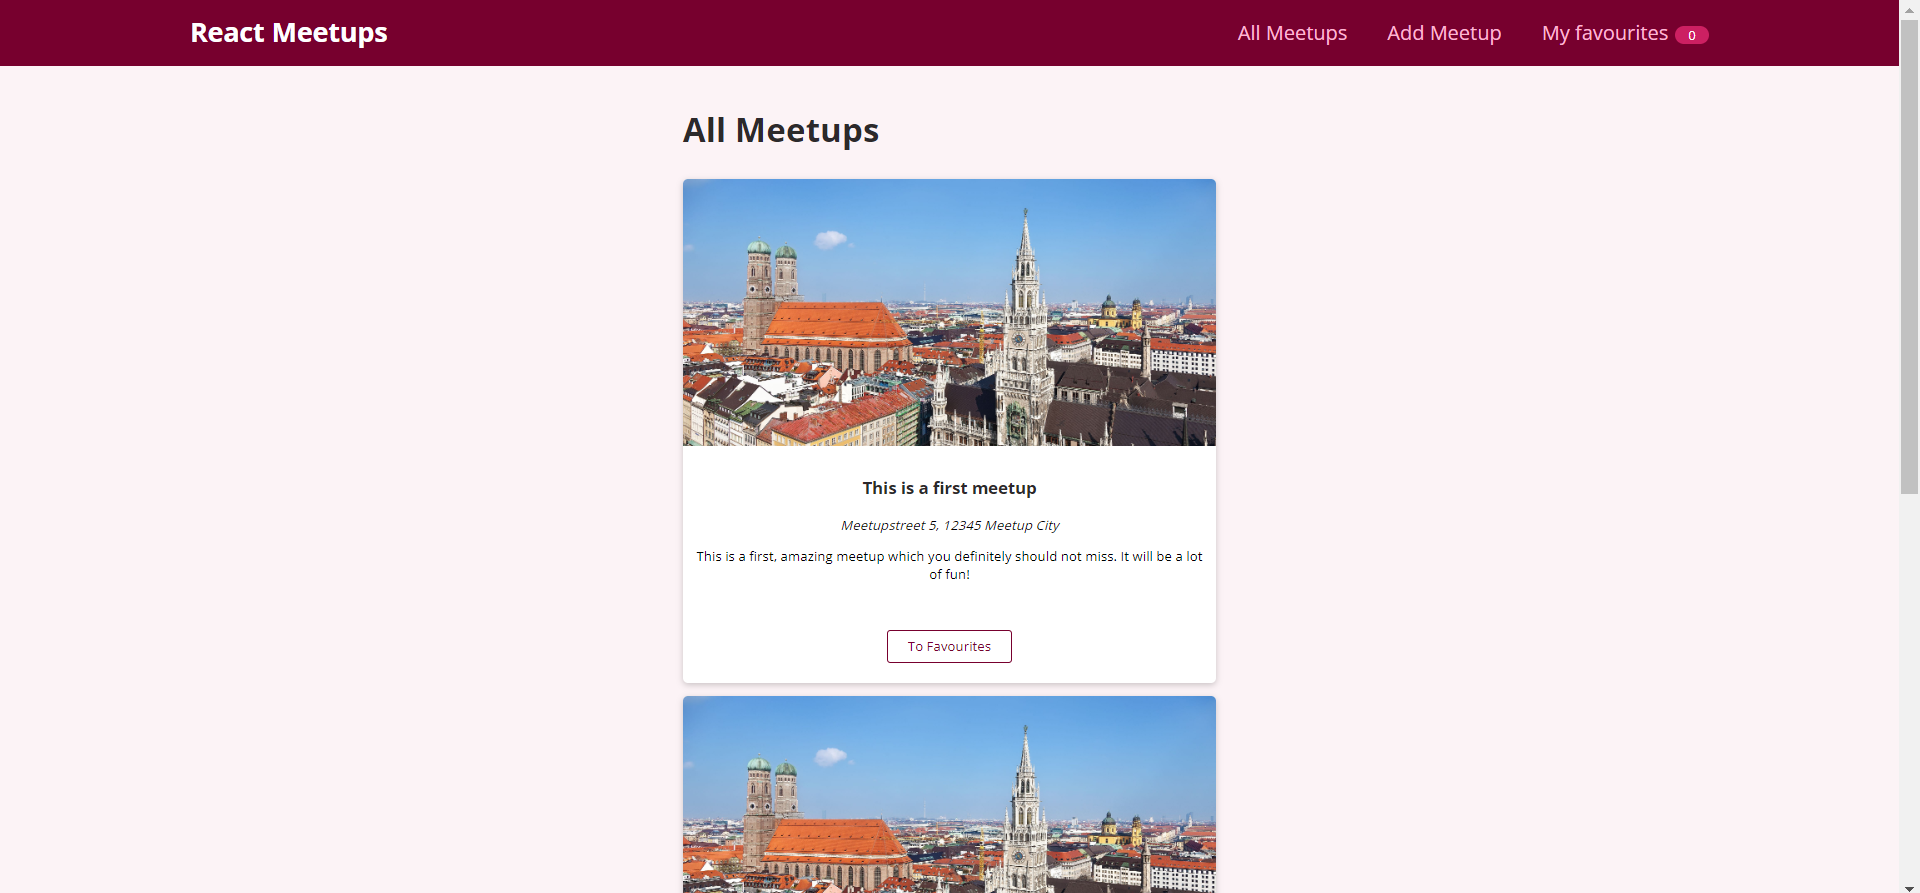 React Meetups
All Meetups
Add Meetup
My favourites 0
All Meetups
This is a first meetup
Meetupstreet 5, 12345 Meetup City
This is a first, amazing meetup which you definitely should not miss. It will be a lot
of fun!
To Favourites